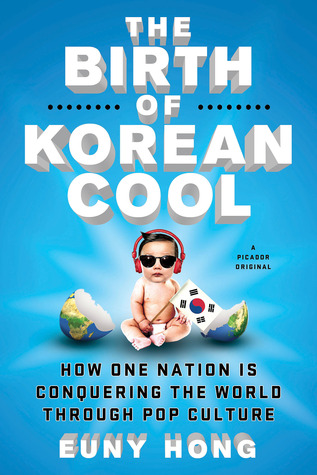 THE
BIRTH
OF
KOREAN
COOL
A
PICADOR
ORIGINAL
HOW ONE NATION IS
CONQUERING THE WORLD
THROUGH POP CULTURE
EUNY HONG